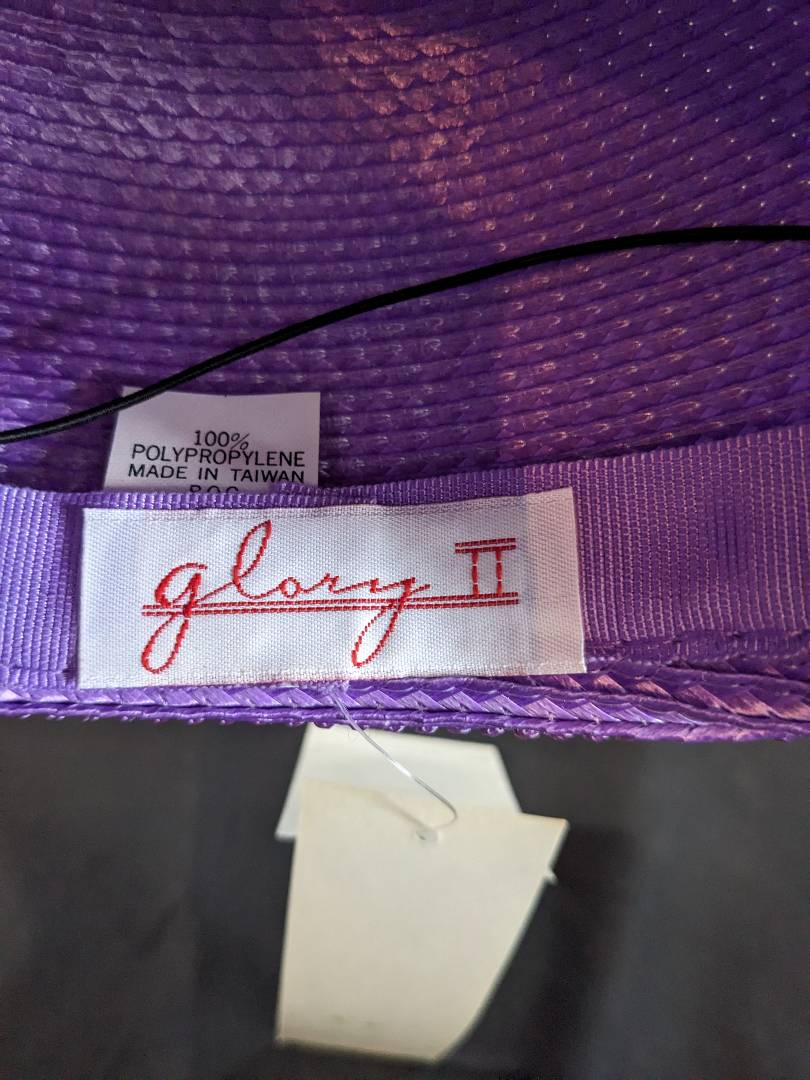 100%
POLYPROPYLENE
MADE IN TAIWAN
R.O.C.
glory II